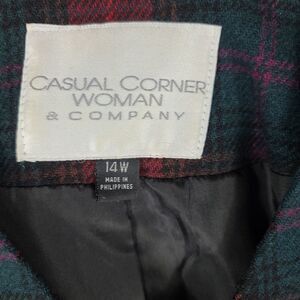 CASUAL CORNER
WOMAN
& COMPANY
14W
MADE IN
PHILIPPINES